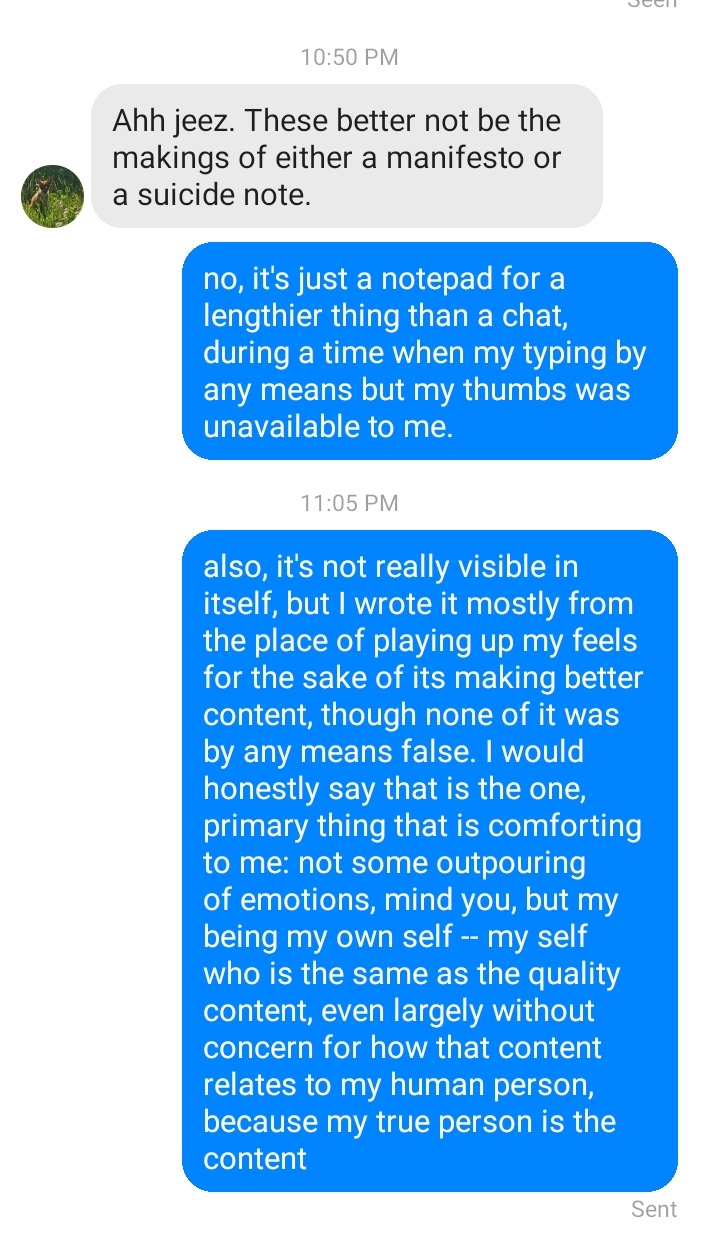 Seen
10:50 PM
Ahh jeez. These better not be the
makings of either a manifesto or
a suicide note.
no, it's just a notepad for a
lengthier thing than a chat,
during a time when my typing by
any means but my thumbs was
unavailable to me.
11:05 PM
also, it's not really visible in
itself, but I wrote it mostly from
the place of playing up my feels
for the sake of its making better
content, though none of it was
by any means false. I would
honestly say that is the one,
primary thing that is comforting
to me: not some outpouring
of emotions, mind you, but my
being my own self -- my self
who is the same as the quality
content, even largely without
concern for how that content
relates to my human person,
because my true person is the
content
Sent